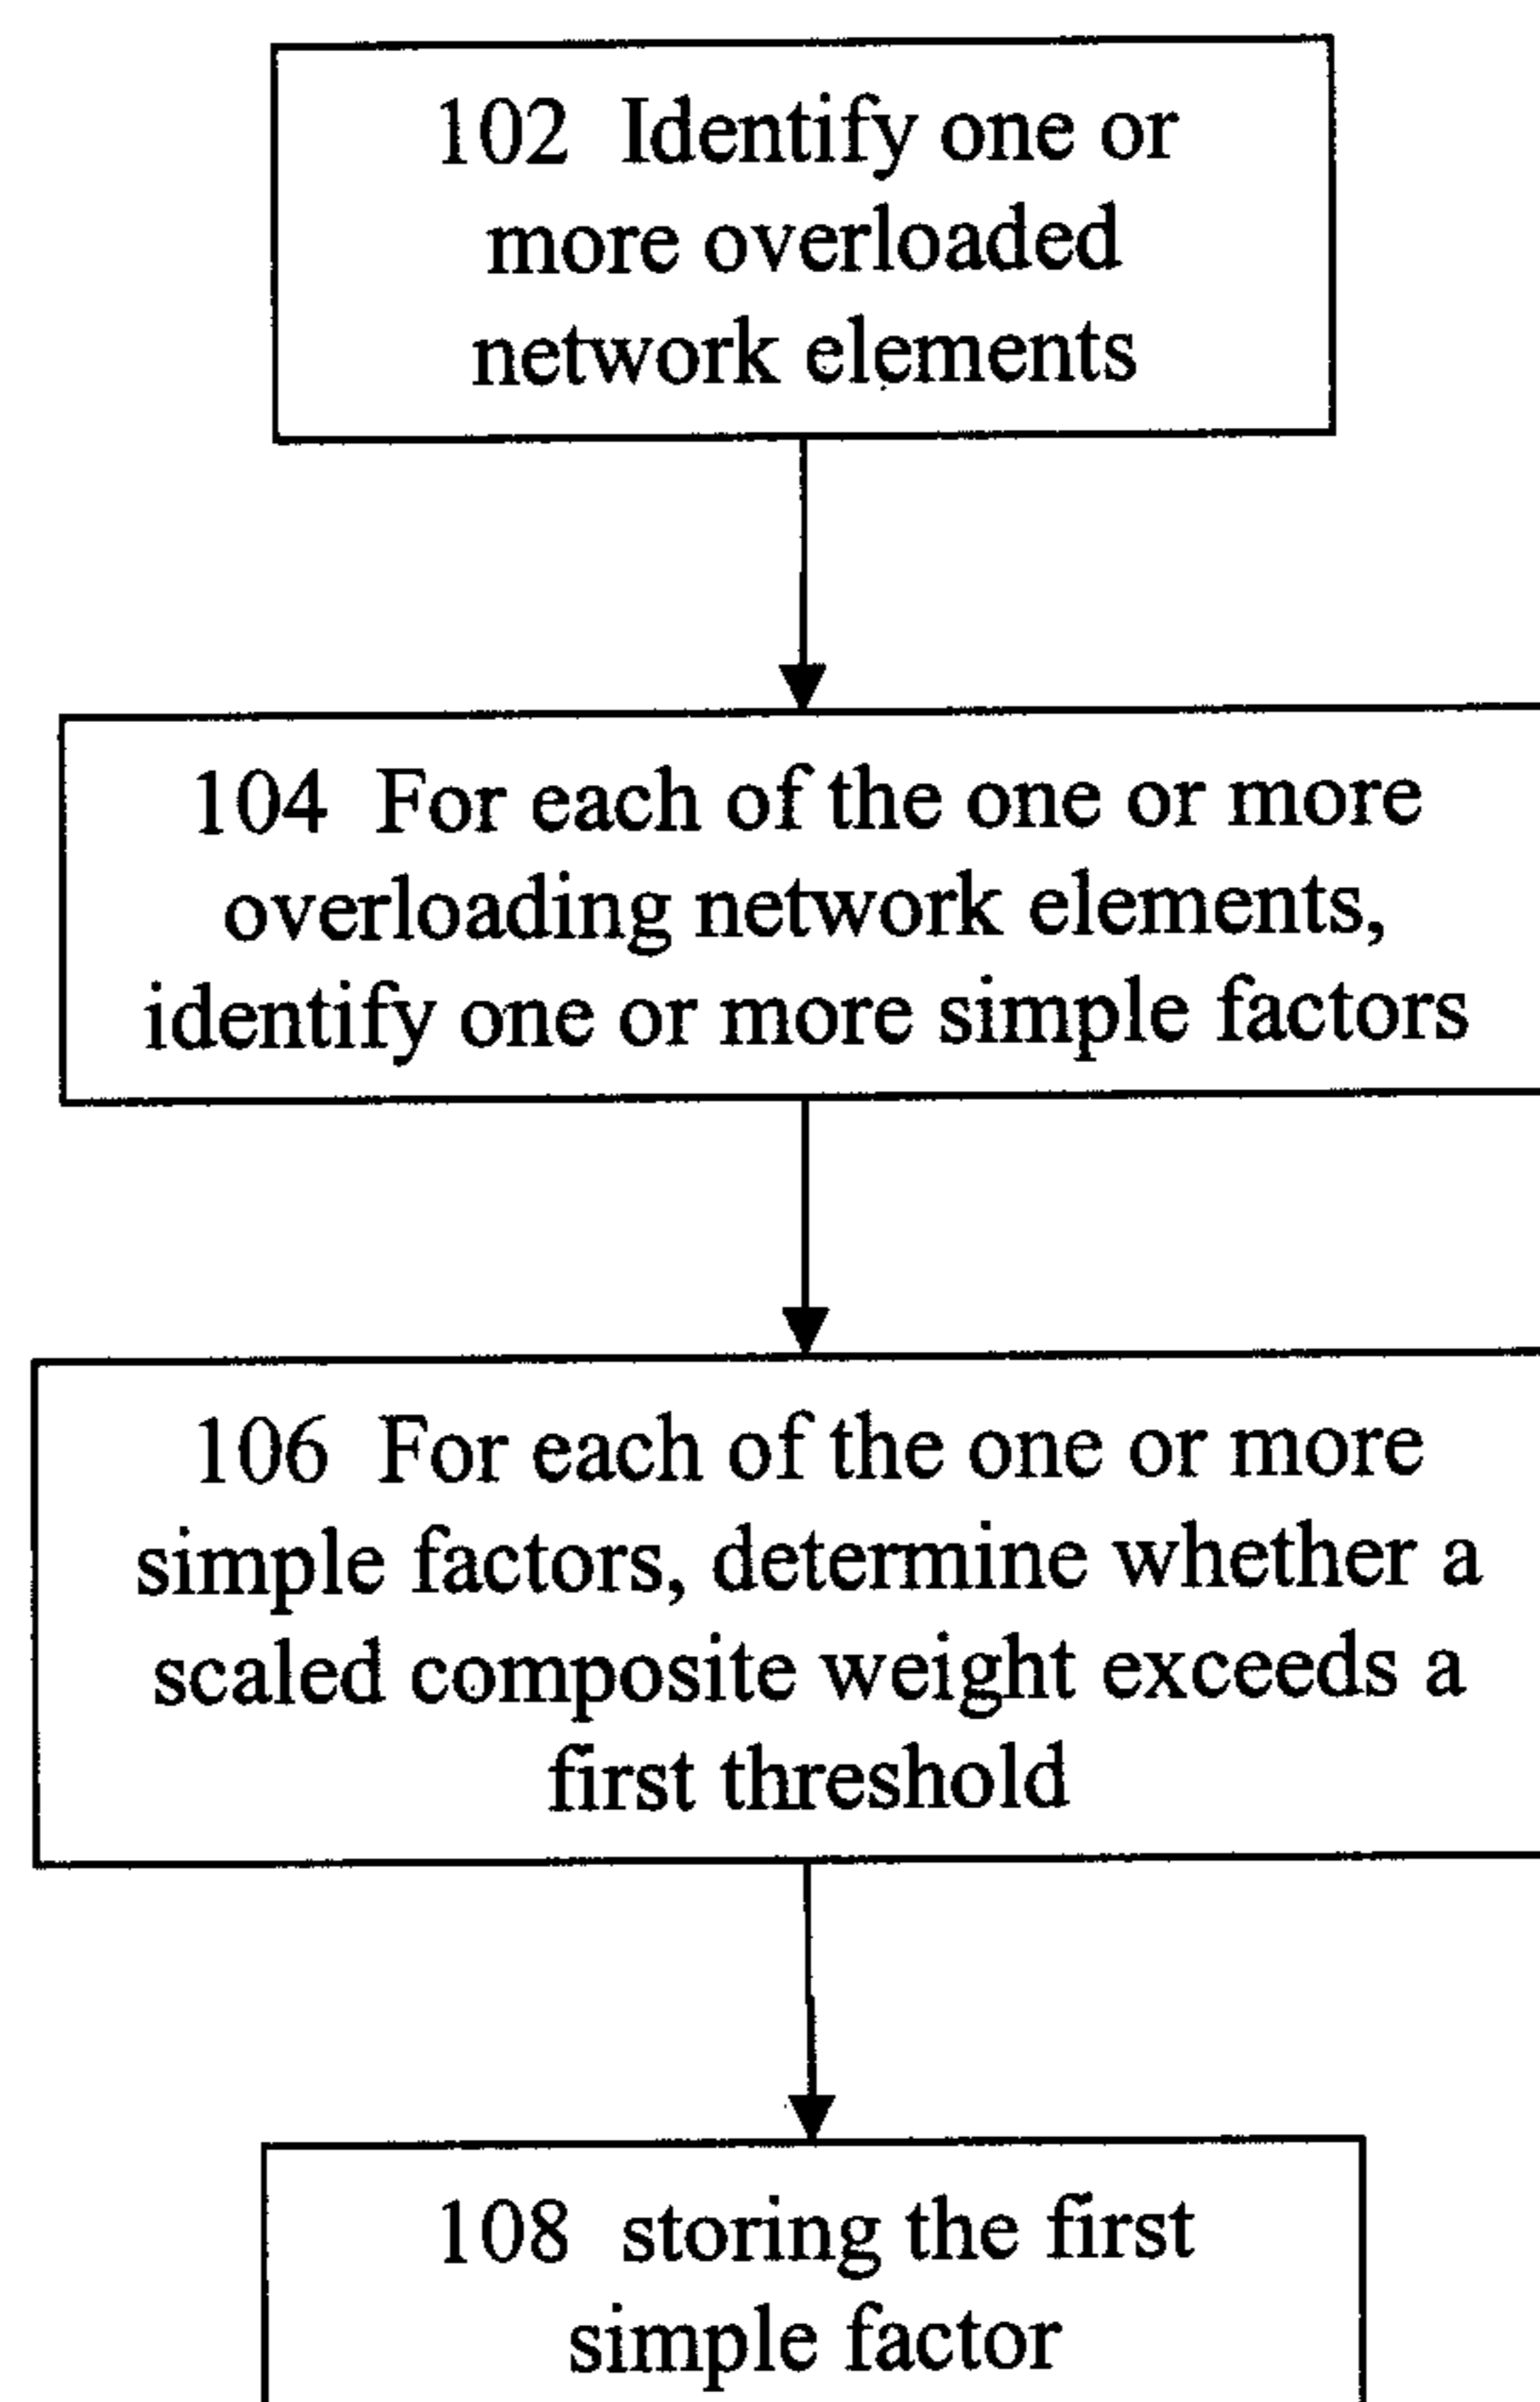 102 Identify one or
more overloaded
network elements
104 For each of the one or more
overloading network elements,
identify one or more simple factors
106 For each of the one or more
simple factors, determine whether a
scaled composite weight exceeds a
first threshold
108 storing the first
simple factor